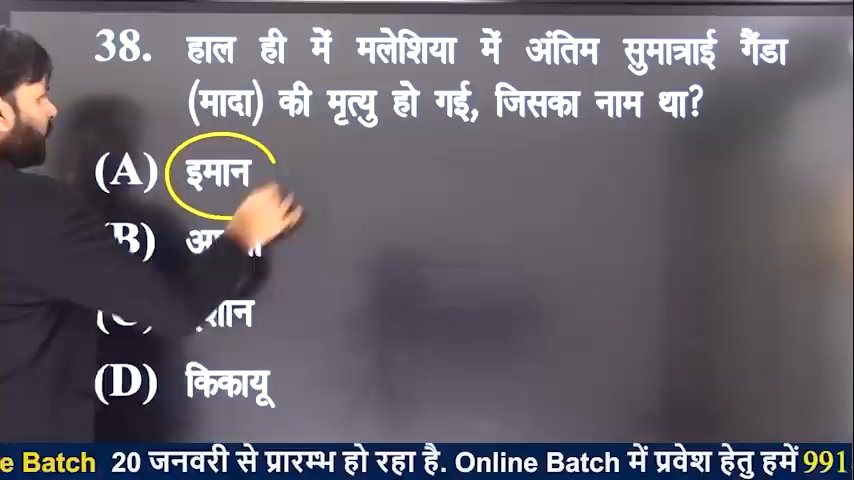 38. हाल ही में मलेशिया में अंतिम सुमात्राई गैंडा
(मादा) की मृत्यु हो गई, जिसका नाम था?
(A) इमान
B)
(D) किकायू
e Batch 20 जनवरी से प्रारम्भ हो रहा है. Online Batch में प्रवेश हेतु हमें 991